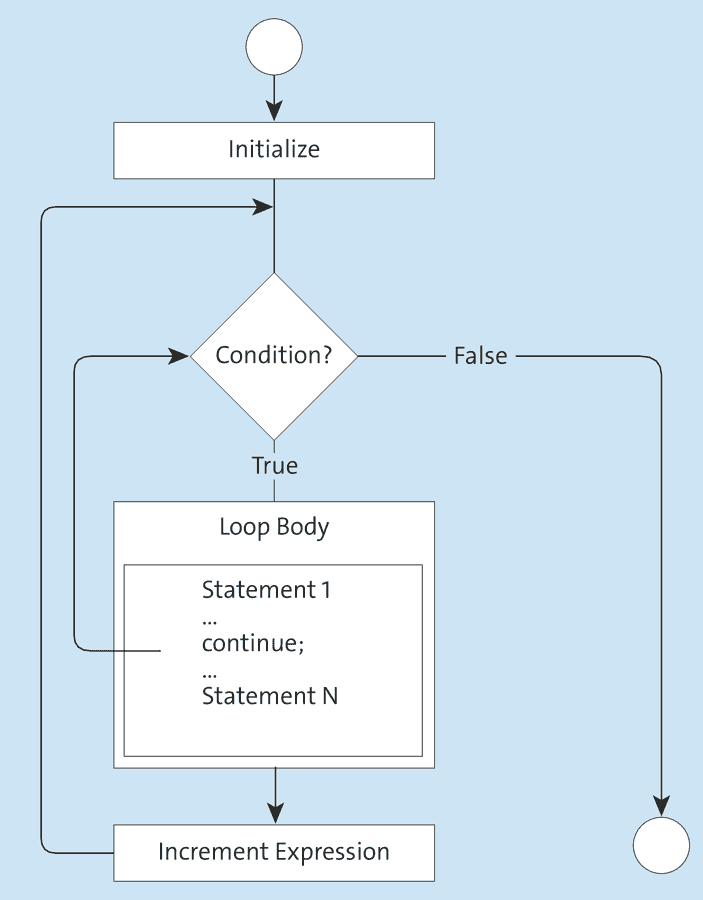 Initialize
Condition?
False
True
Loop Body
Statement 1
...
continue;
...
Statement N
Increment Expression